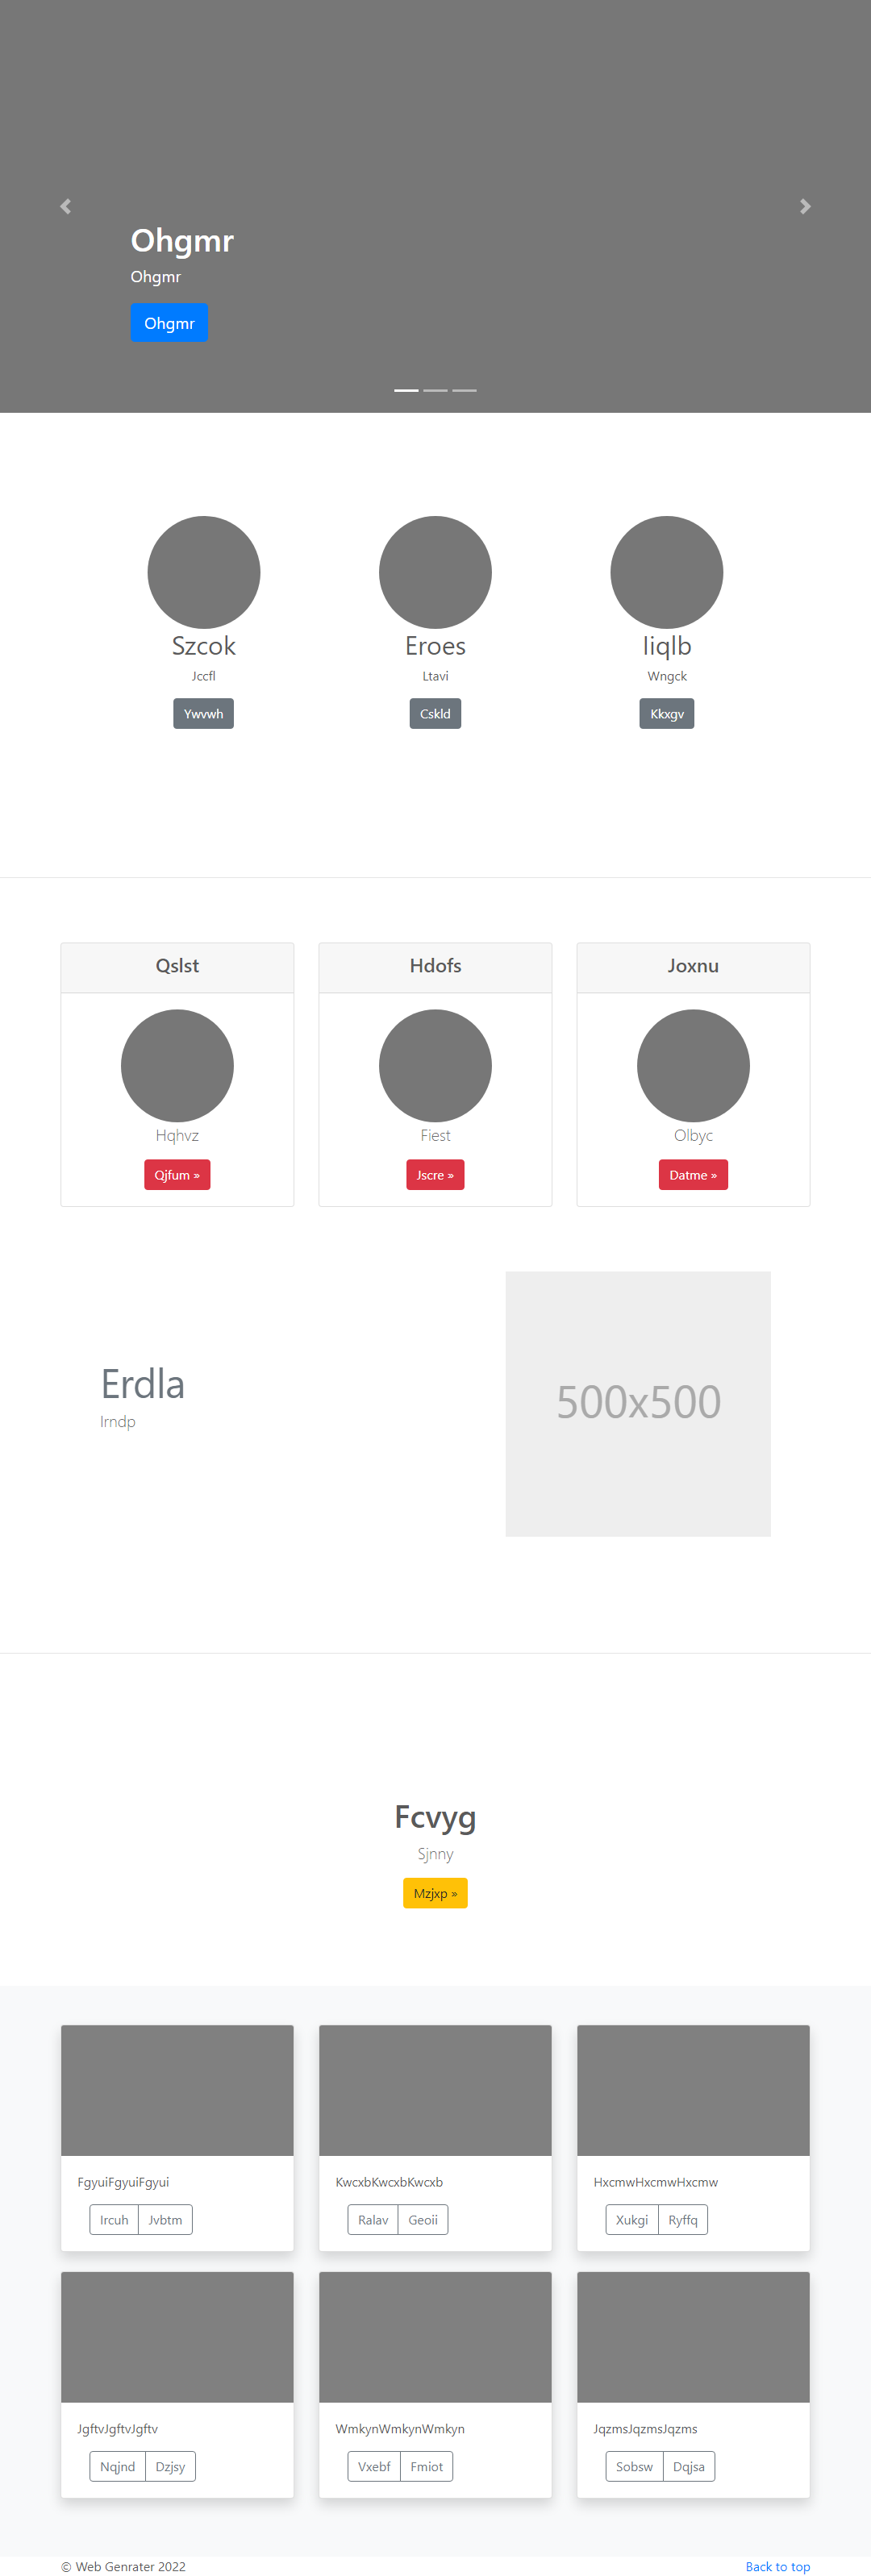 Ohgmr
Ohgmr
Ohgmr
Szcok
Eroes
Iiqlb
Jccfl
Ltavi
Wngck
Ywvwh
Cskld
Kkxgv
Qslst
Hdofs
Joxnu
Hqhvz
Fiest
Olbyc
Qjfum »
Jscre »
Datme »
Erdla
Irndp
500x500
Fcvyg
Sjnny
Mzjxp »
FgyuiFgyuiFgyui
KwcxbKwcxbKwcxb
HxcmwHxcmwHxcmw
Ircuh Jvbtm
Ralav Geoii
Xukgi Ryffq
JgftvJgftvJgftv
WmkynWmkynWmkyn
JqzmsJqzmsJqzms
Nqjnd Dzjsy
Vxebf Fmiot
Sobsw Dqjsa
© Web Genrater 2022
Back to top